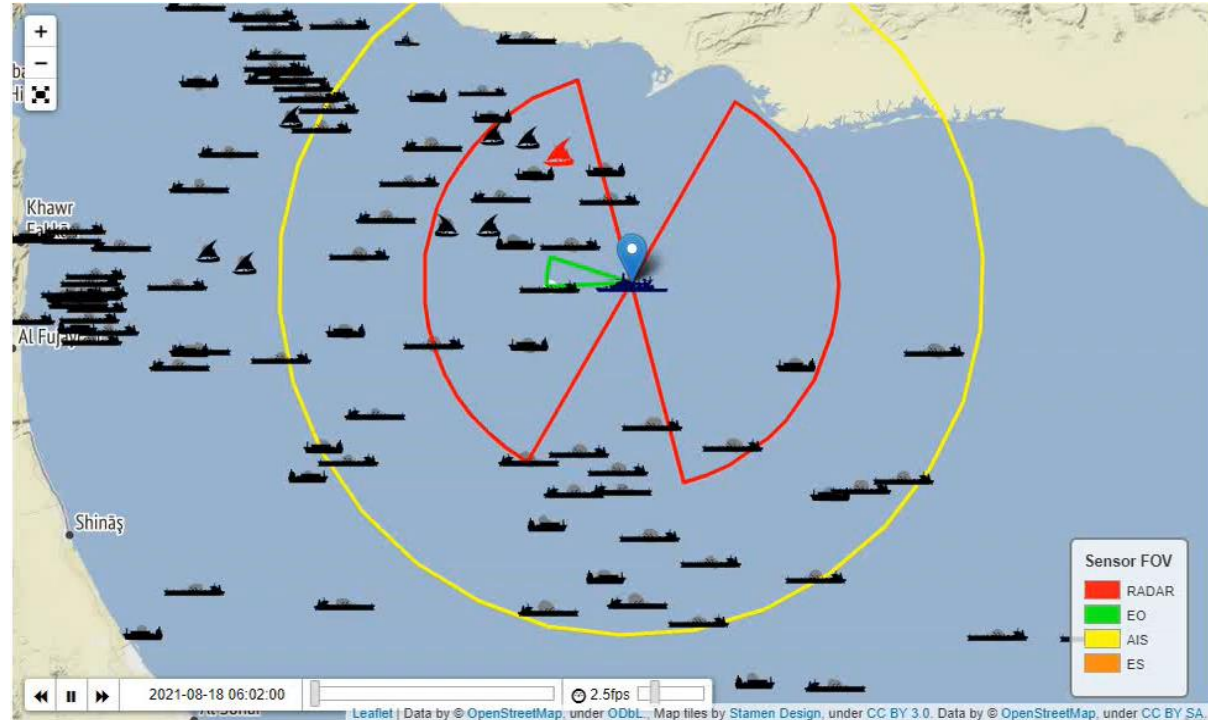 +
−
Khawr
Fakkān
Al Fujayrah
Shināş
Sensor FOV
RADAR
EO
AIS
ES
2021-08-18 06:02:00
2.5fps
Leaflet | Data by © OpenStreetMap, under ODbL., Map tiles by Stamen Design, under CC BY 3.0. Data by © OpenStreetMap, under CC BY SA.